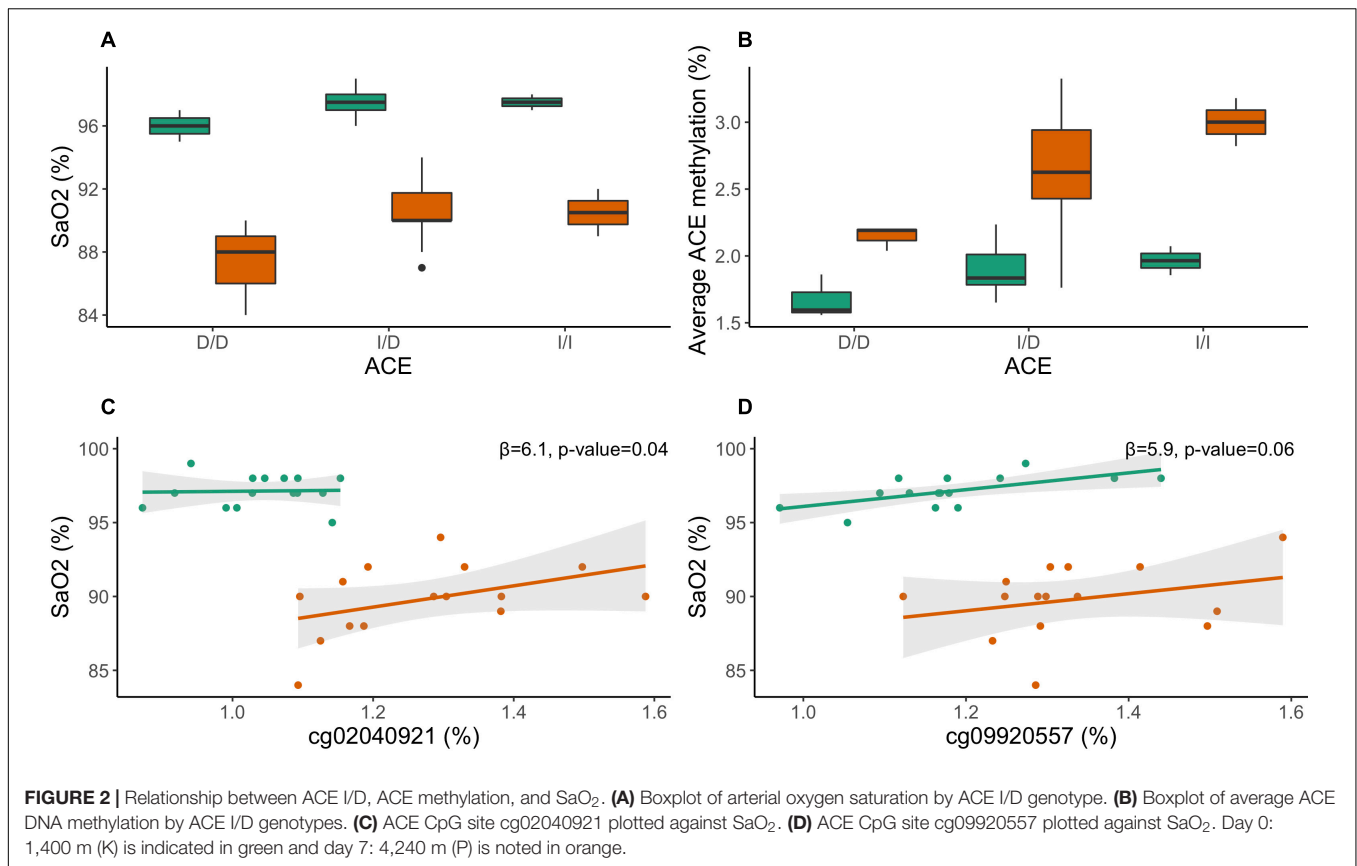 A
SaO2 (%)
96
92
88
84
D/D I/D I/I
ACE
B
Average ACE methylation (%)
3.0
2.5
2.0
1.5
D/D I/D I/I
ACE
C
β=6.1, p-value=0.04
SaO2 (%)
100
95
90
85
1.0 1.2 1.4 1.6
cg02040921 (%)
D
β=5.9, p-value=0.06
SaO2 (%)
100
95
90
85
1.0 1.2 1.4 1.6
cg09920557 (%)
FIGURE 2 | Relationship between ACE I/D, ACE methylation, and SaO₂. (A) Boxplot of arterial oxygen saturation by ACE I/D genotype. (B) Boxplot of average ACE
DNA methylation by ACE I/D genotypes. (C) ACE CpG site cg02040921 plotted against SaO₂. (D) ACE CpG site cg09920557 plotted against SaO₂. Day 0:
1,400 m (K) is indicated in green and day 7: 4,240 m (P) is noted in orange.